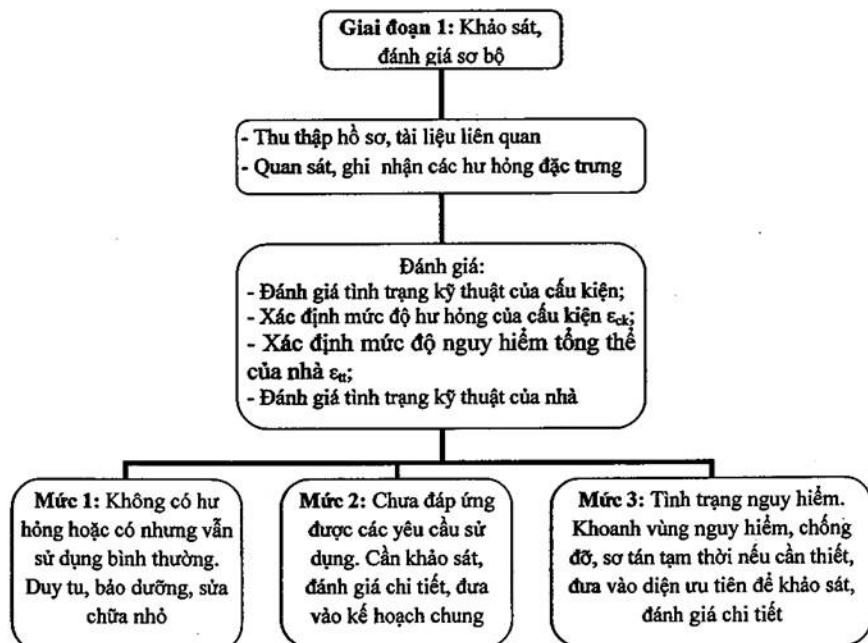 Giai đoạn 1: Khảo sát,
đánh giá sơ bộ
- Thu thập hồ sơ, tài liệu liên quan
- Quan sát, ghi nhận các hư hỏng đặc trưng
Đánh giá:
- Đánh giá tình trạng kỹ thuật của cấu kiện;
- Xác định mức độ hư hỏng của cấu kiện εck;
- Xác định mức độ nguy hiểm tổng thể
của nhà εtt;
- Đánh giá tình trạng kỹ thuật của nhà
Mức 1: Không có hư
hỏng hoặc có nhưng vẫn
sử dụng bình thường.
Duy tu, bảo dưỡng, sửa
chữa nhỏ
Mức 2: Chưa đáp ứng
được các yêu cầu sử
dụng. Cần khảo sát,
đánh giá chi tiết, đưa
vào kế hoạch chung
Mức 3: Tình trạng nguy hiểm.
Khoanh vùng nguy hiểm, chống
đỡ, sơ tán tạm thời nếu cần thiết,
đưa vào diện ưu tiên để khảo sát,
đánh giá chi tiết